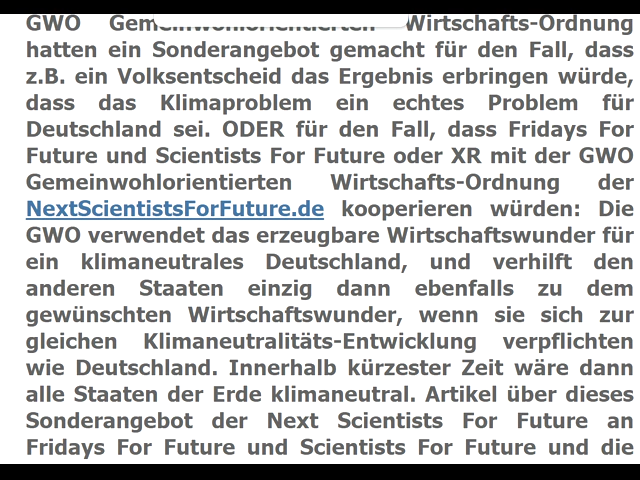 GWO Gemeinwohlorientierten Wirtschafts-Ordnung
hatten ein Sonderangebot gemacht für den Fall, dass
z.B. ein Volksentscheid das Ergebnis erbringen würde,
dass das Klimaproblem ein echtes Problem für
Deutschland sei. ODER für den Fall, dass Fridays For
Future und Scientists For Future oder XR mit der GWO
Gemeinwohlorientierten Wirtschafts-Ordnung der
NextScientistsForFuture.de kooperieren würden: Die
GWO verwendet das erzeugbare Wirtschaftswunder für
ein klimaneutrales Deutschland, und verhilft den
anderen Staaten einzig dann ebenfalls zu dem
gewünschten Wirtschaftswunder, wenn sie sich zur
gleichen Klimaneutralitäts-Entwicklung verpflichten
wie Deutschland. Innerhalb kürzester Zeit wäre dann
alle Staaten der Erde klimaneutral. Artikel über dieses
Sonderangebot der Next Scientists For Future an
Fridays For Future und Scientists For Future und die